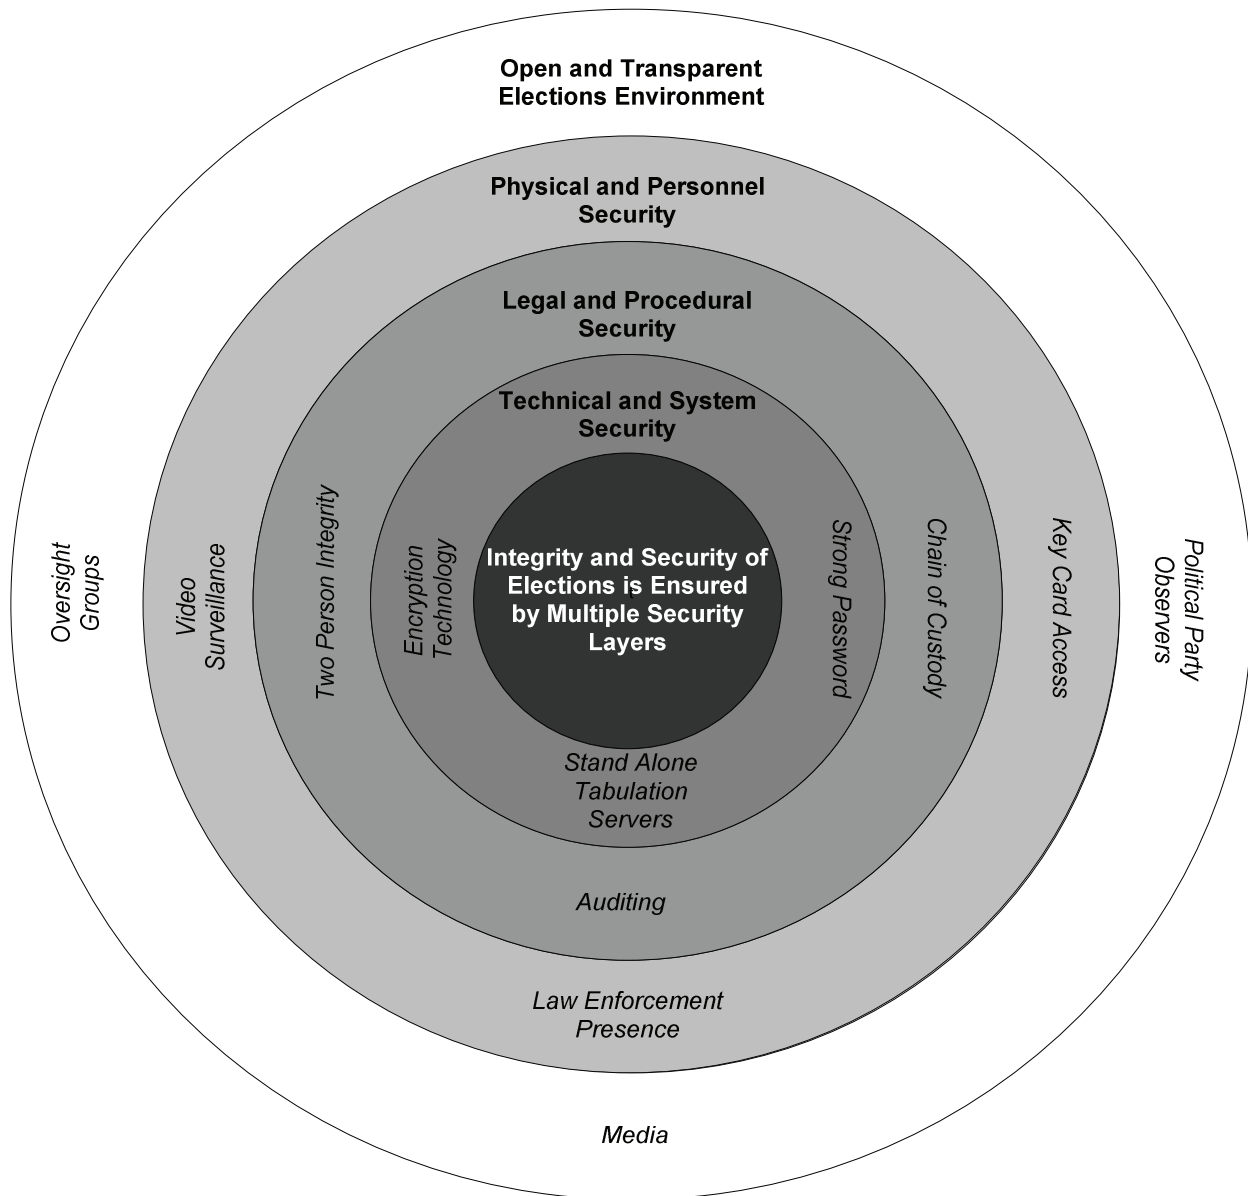 Open and Transparent
Elections Environment
Physical and Personnel
Security
Legal and Procedural
Security
Technical and System
Security
Integrity and Security of
Elections is Ensured
by Multiple Security
Layers
Oversight
Groups
Video
Surveillance
Two Person Integrity
Encryption
Technology
Strong Password
Chain of Custody
Key Card Access
Political Party
Observers
Stand Alone
Tabulation
Servers
Auditing
Law Enforcement
Presence
Media